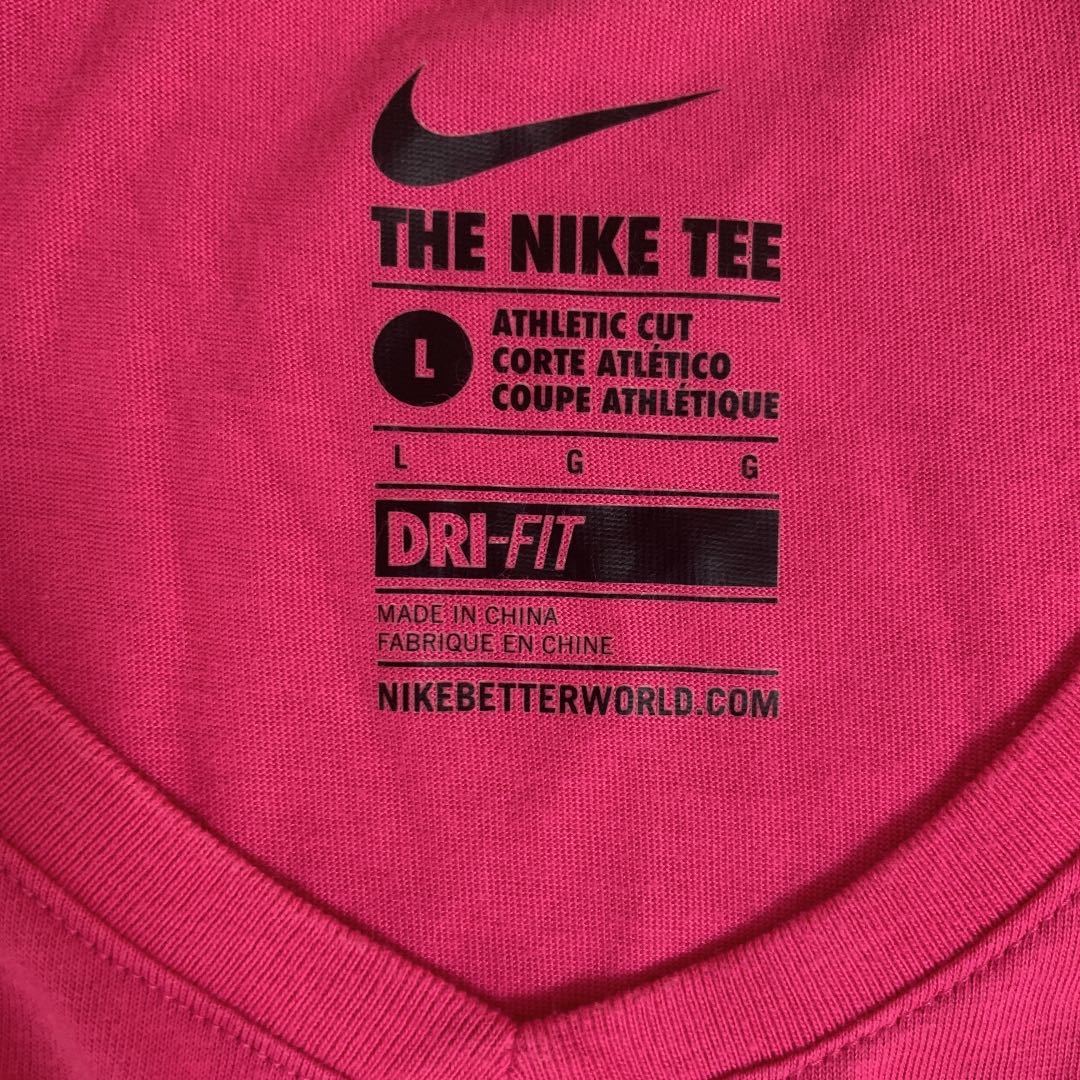 THE NIKE TEE
L
ATHLETIC CUT
CORTE ATLÉTICO
COUPE ATHLÉTIQUE
L G G
DRI-FIT
MADE IN CHINA
FABRIQUE EN CHINE
NIKEBETTERWORLD.COM